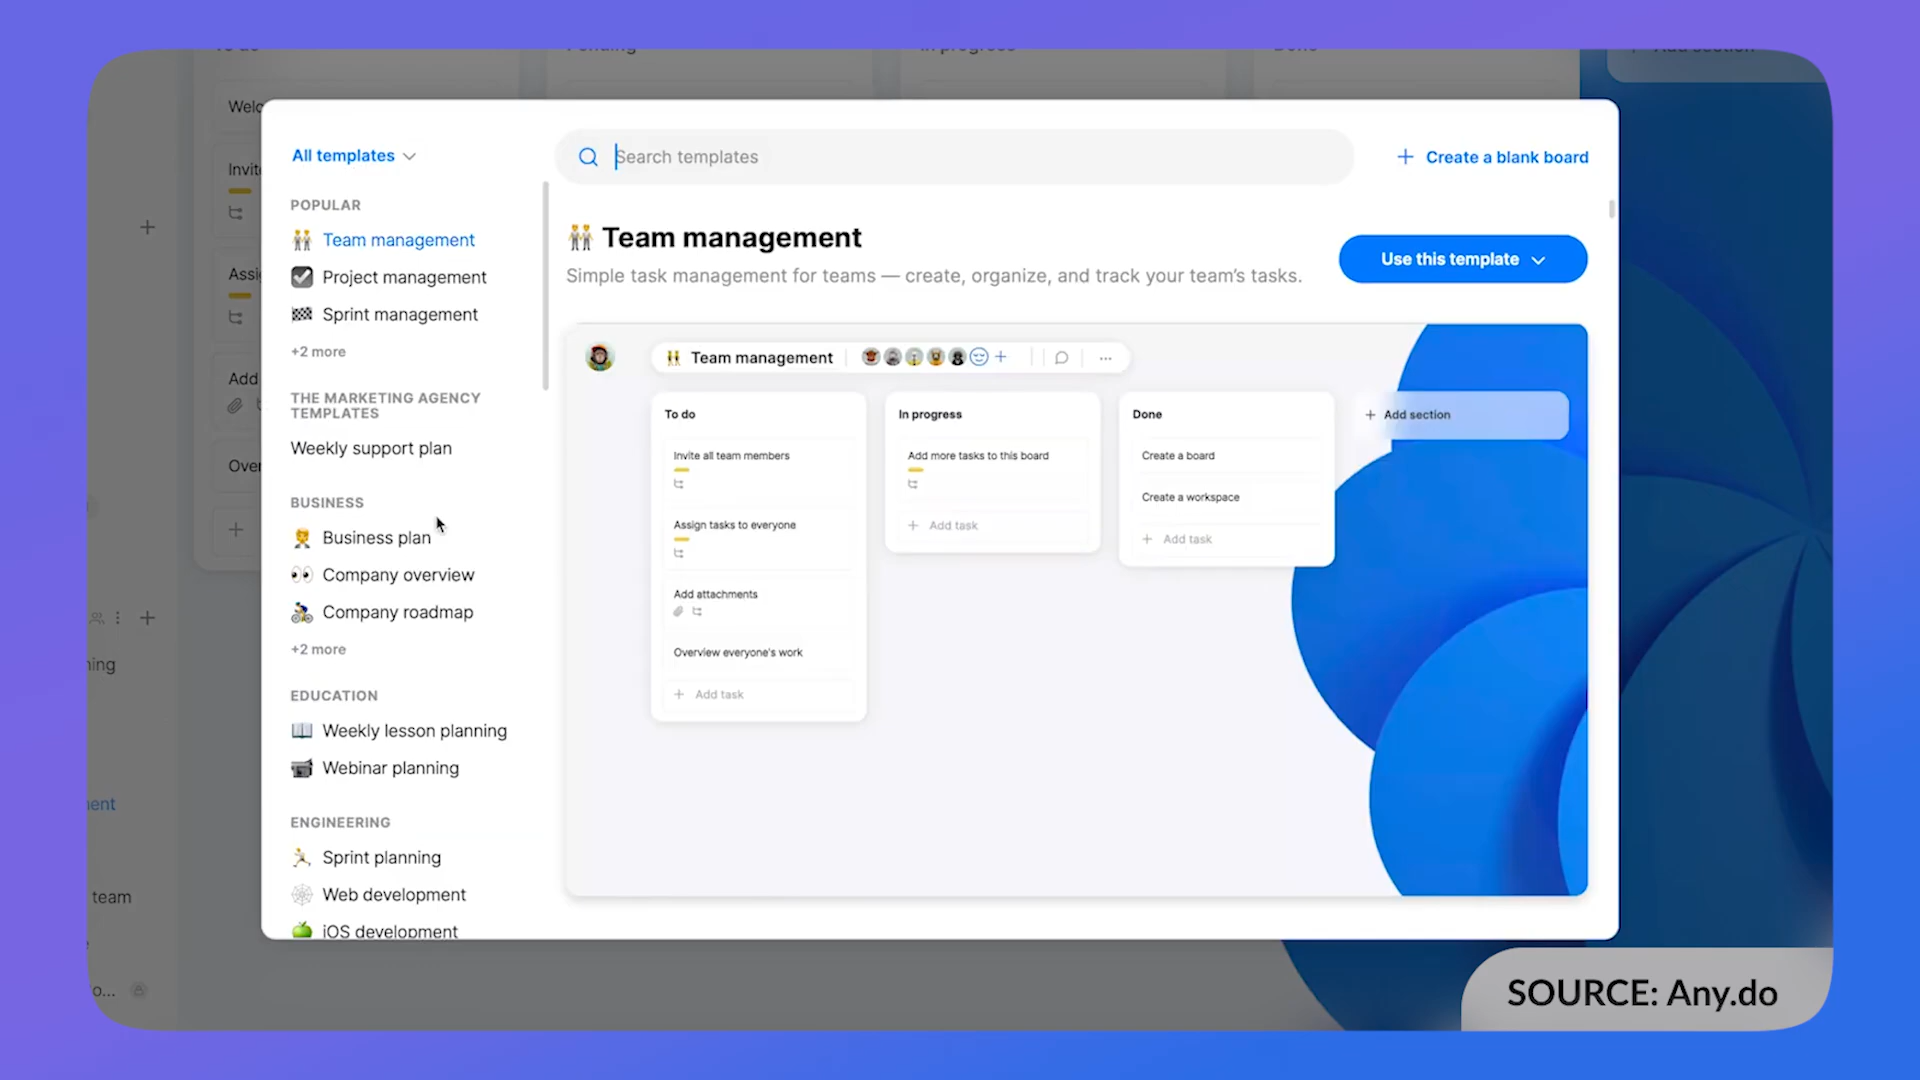 All templates
Search templates
+ Create a blank board
POPULAR
Team management
Project management
Sprint management
+2 more
THE MARKETING AGENCY
TEMPLATES
Weekly support plan
BUSINESS
Business plan
Company overview
Company roadmap
+2 more
EDUCATION
Weekly lesson planning
Webinar planning
ENGINEERING
Sprint planning
Web development
iOS development
Team management
Simple task management for teams — create, organize, and track your team's tasks.
Use this template
Team management
To do
Invite all team members
Assign tasks to everyone
Add attachments
Overview everyone's work
+ Add task
In progress
Add more tasks to this board
+ Add task
Done
Create a board
Create a workspace
+ Add task
+ Add section
Add
team
SOURCE: Any.do